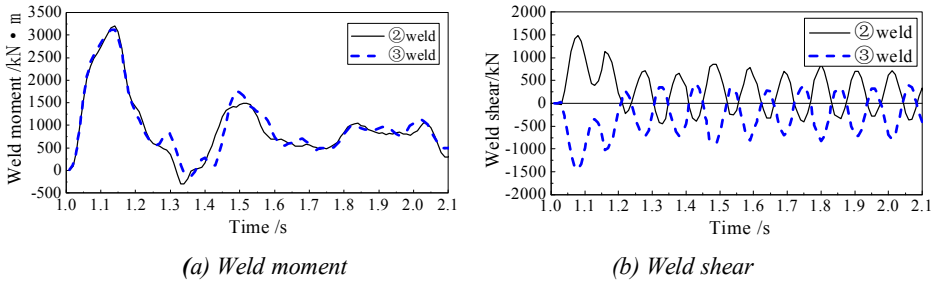 Weld moment /kN • m
3500
3000
2500
2000
1500
1000
500
0
-500
②weld
③weld
1.0 1.1 1.2 1.3 1.4 1.5 1.6 1.7 1.8 1.9 2.0 2.1
Time /s
(a) Weld moment
Weld shear/kN
2000
1500
1000
500
0
-500
-1000
-1500
2000
②weld
③weld
1.0 1.1 1.2 1.3 1.4 1.5 1.6 1.7 1.8 1.9 2.0 2.1
Time /s
(b) Weld shear